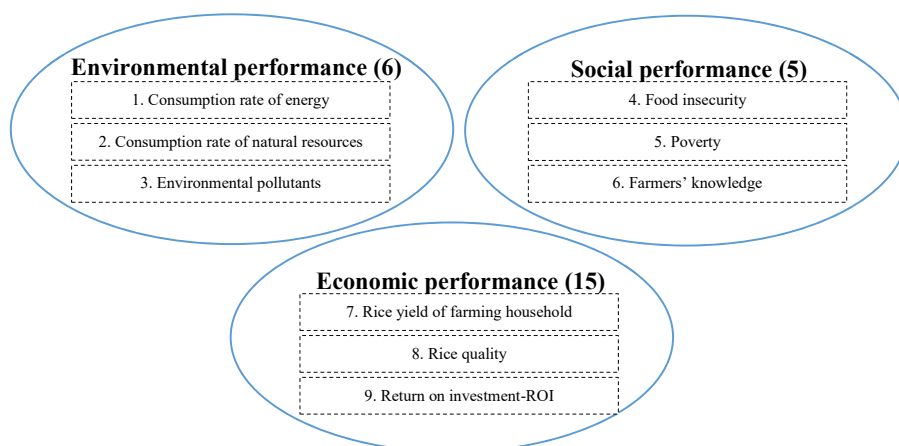 Environmental performance (6)
1. Consumption rate of energy
2. Consumption rate of natural resources
3. Environmental pollutants
Social performance (5)
4. Food insecurity
5. Poverty
6. Farmers’ knowledge
Economic performance (15)
7. Rice yield of farming household
8. Rice quality
9. Return on investment-ROI